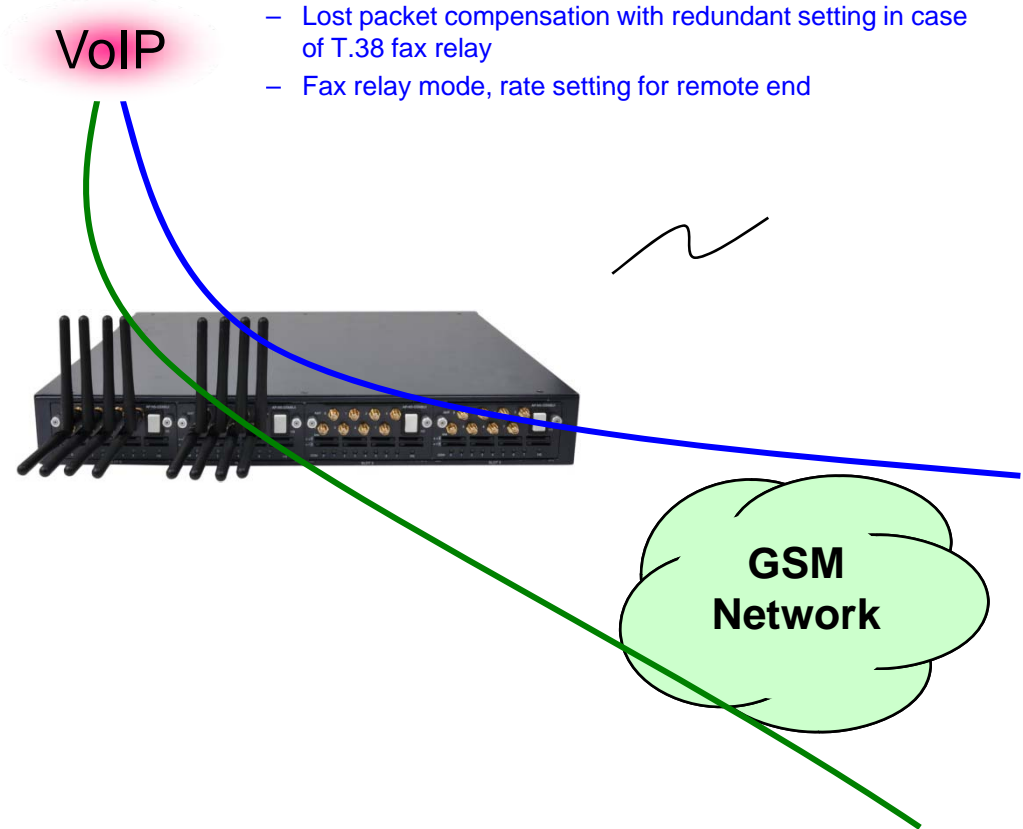 – Lost packet compensation with redundant setting in case
of T.38 fax relay
– Fax relay mode, rate setting for remote end
VoIP
GSM
Network